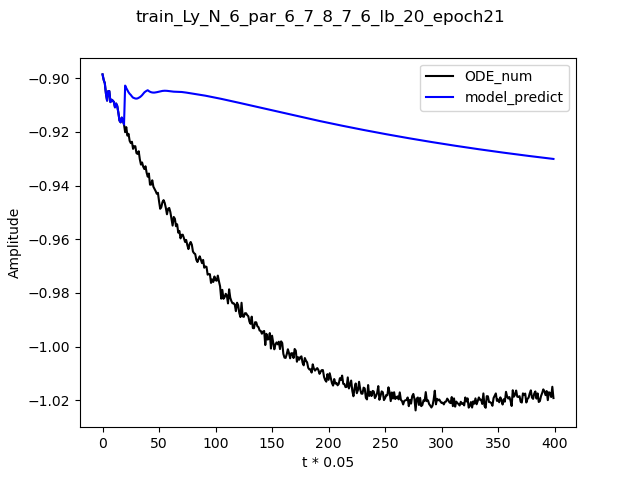 train_Ly_N_6_par_6_7_8_7_6_lb_20_epoch21
ODE_num
model_predict
Amplitude
−0.90
−0.92
−0.94
−0.96
−0.98
−1.00
−1.02
0 50 100 150 200 250 300 350 400
t * 0.05